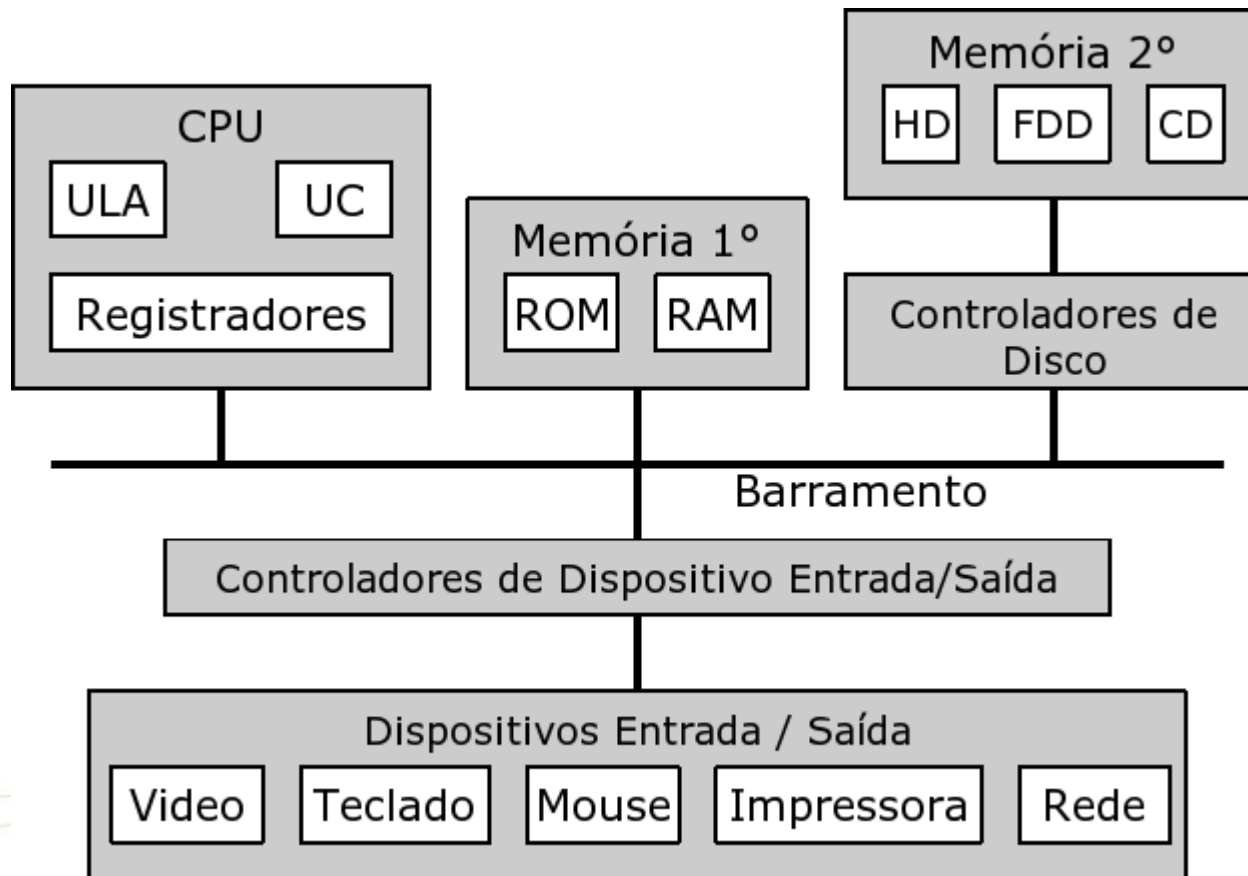 CPU
ULA
UC
Registradores
Memória 1º
ROM
RAM
Memória 2º
HD
FDD
CD
Controladores de
Disco
Barramento
Controladores de Dispositivo Entrada/Saída
Dispositivos Entrada / Saída
Video
Teclado
Mouse
Impressora
Rede